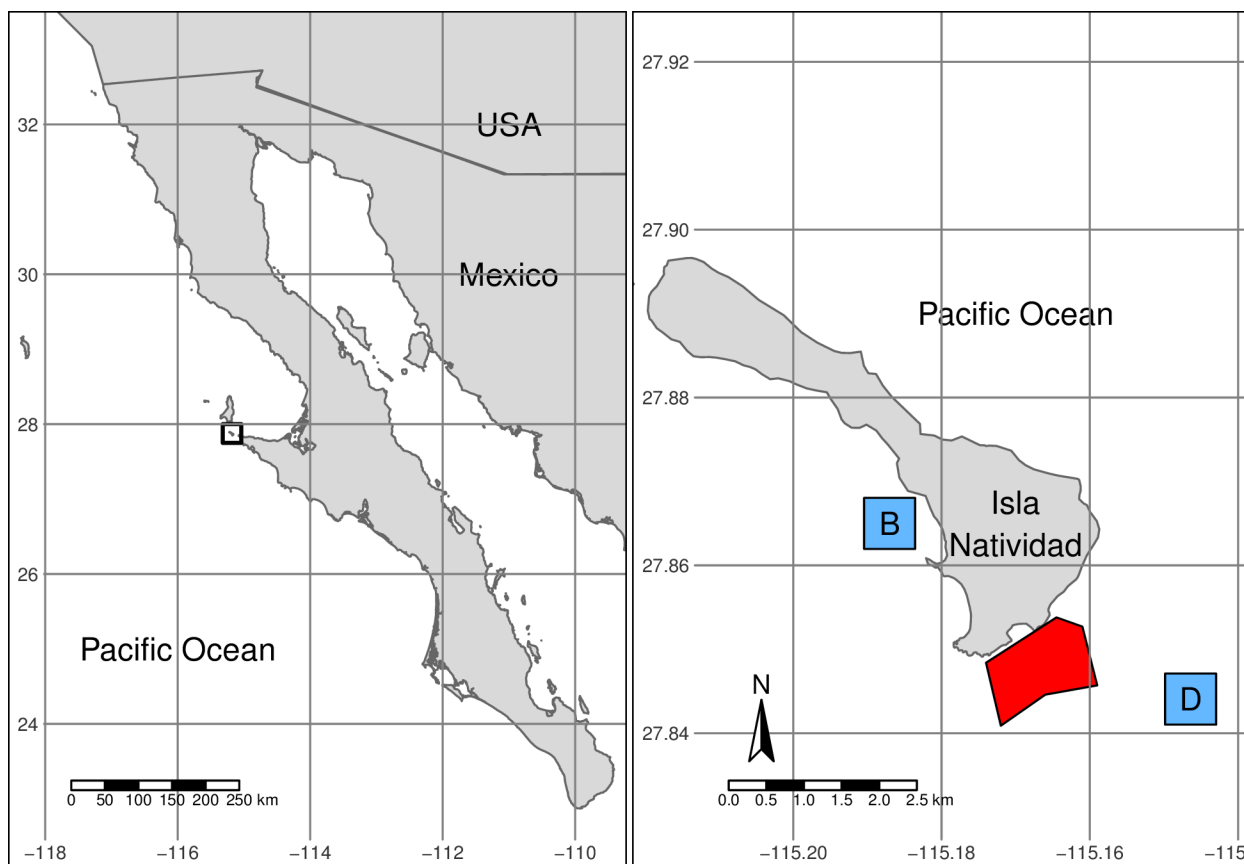 USA
32
30
Mexico
28
26
Pacific Ocean
24
0 50 100 150 200 250 km
−118 −116 −114 −112 −110
27.92
27.90
Pacific Ocean
27.88
Isla
B
Natividad
27.86
N
D
27.84
0.0 0.5 1.0 1.5 2.0 2.5 km
−115.20 −115.18 −115.16 −115